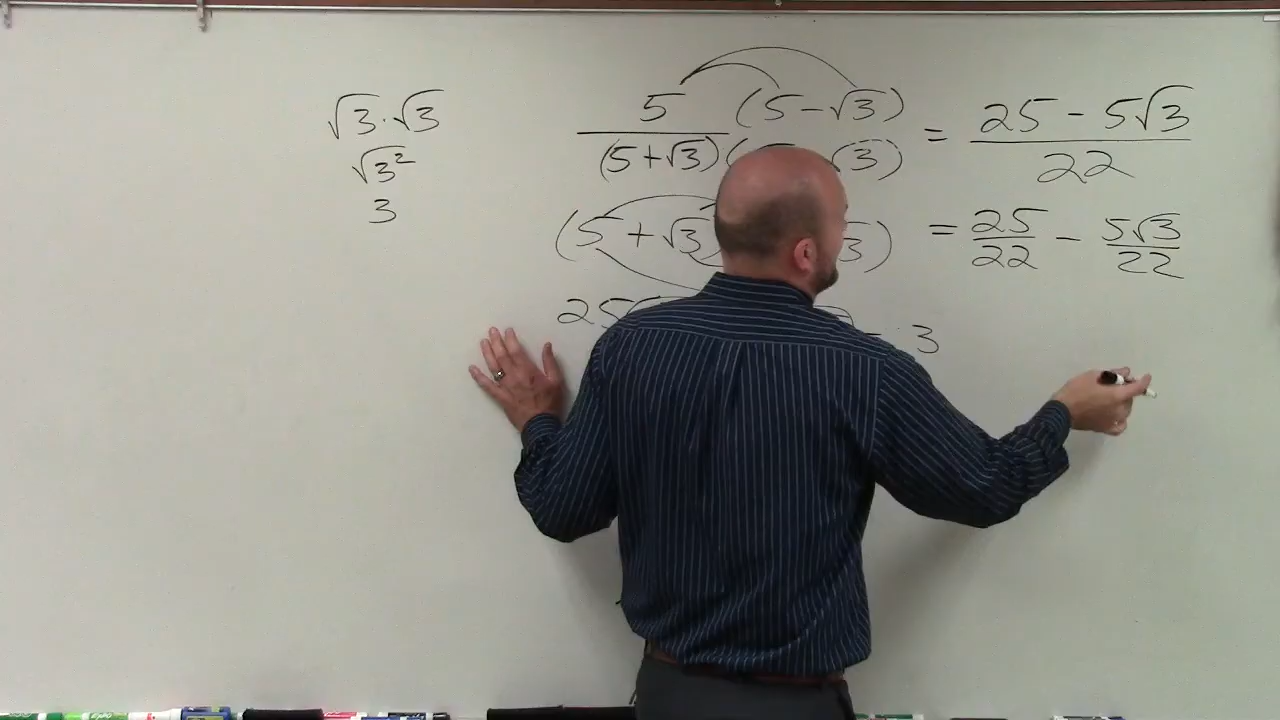 √3·√3
√3²
3
5 (5-√3)
(5+√3)( √3) = 25 - 5√3 / 22
(5+√3 3) = 25/22 - 5√3/22
25 - 3